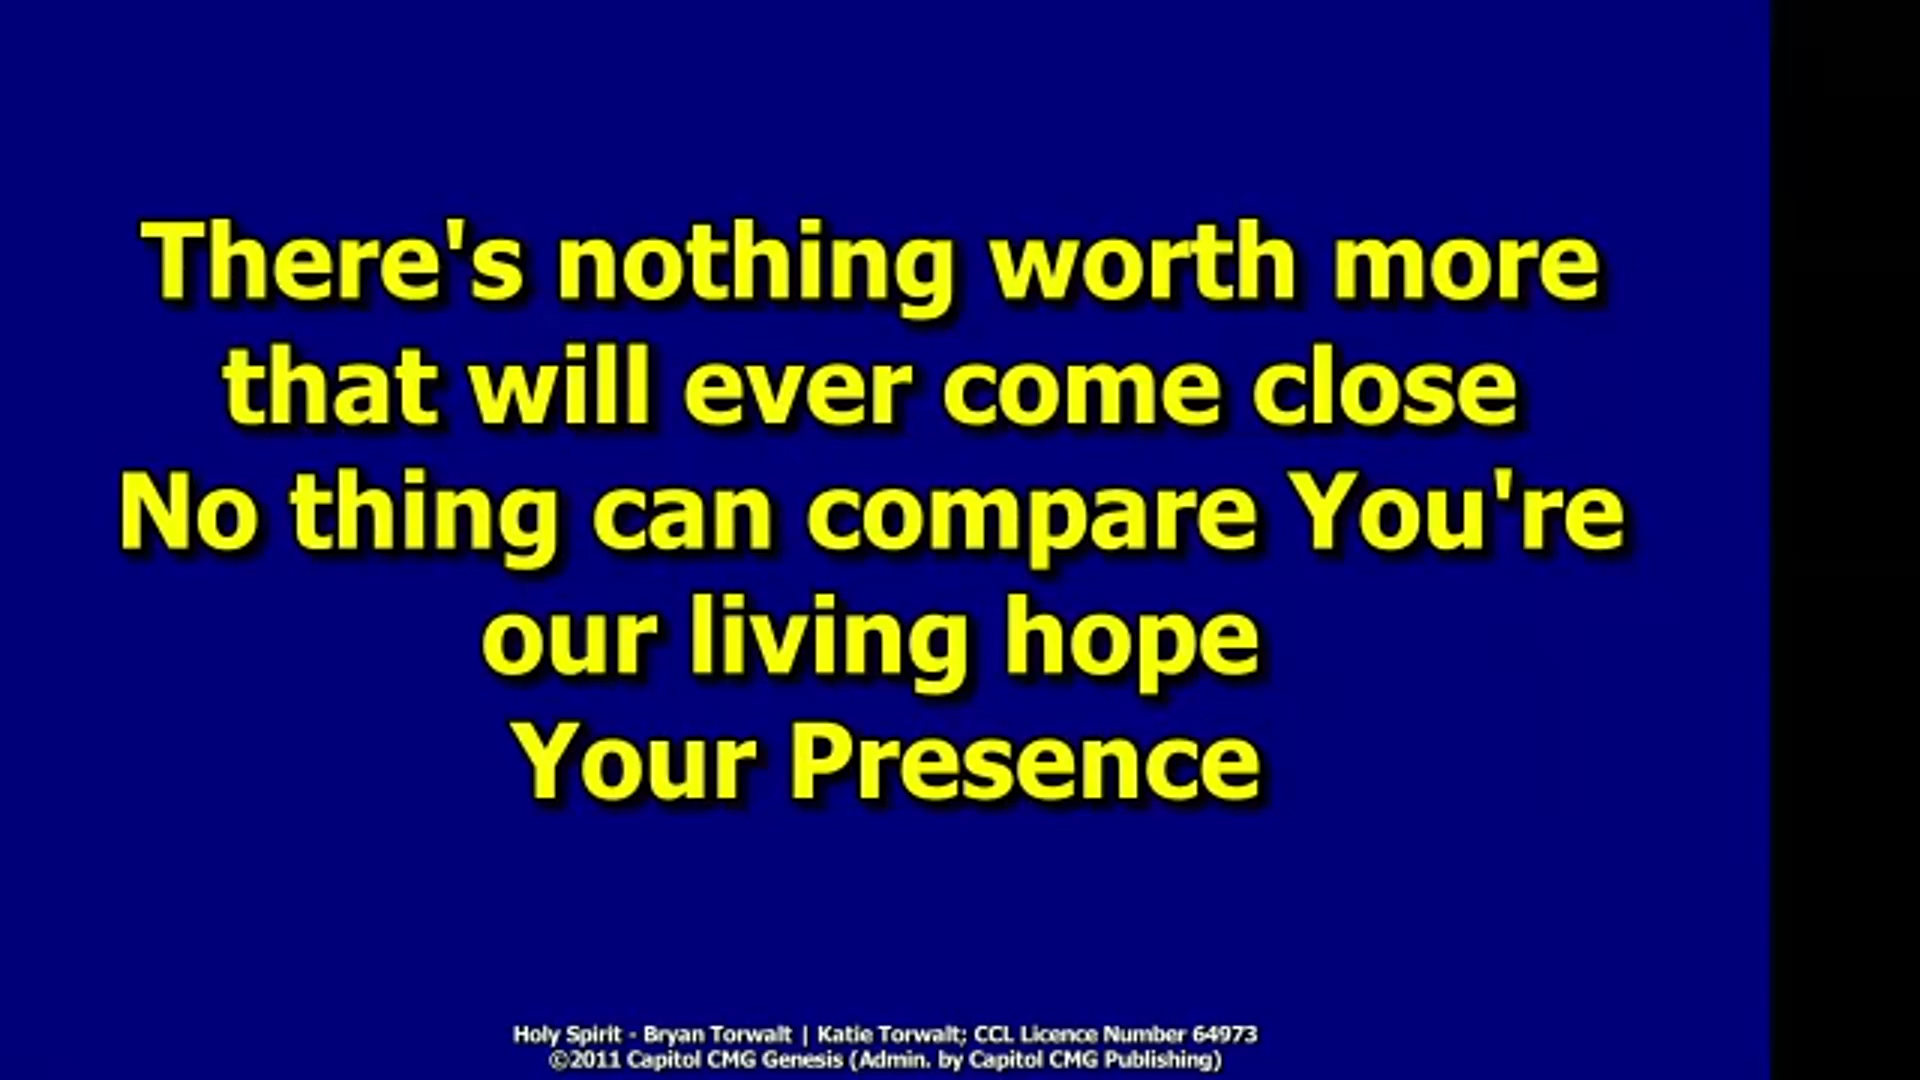 There's nothing worth more
that will ever come close
No thing can compare You're
our living hope
Your Presence
Holy Spirit - Bryan Torwalt | Katie Torwalt; CCL Licence Number 64973
©2011 Capitol CMG Genesis (Admin. by Capitol CMG Publishing)